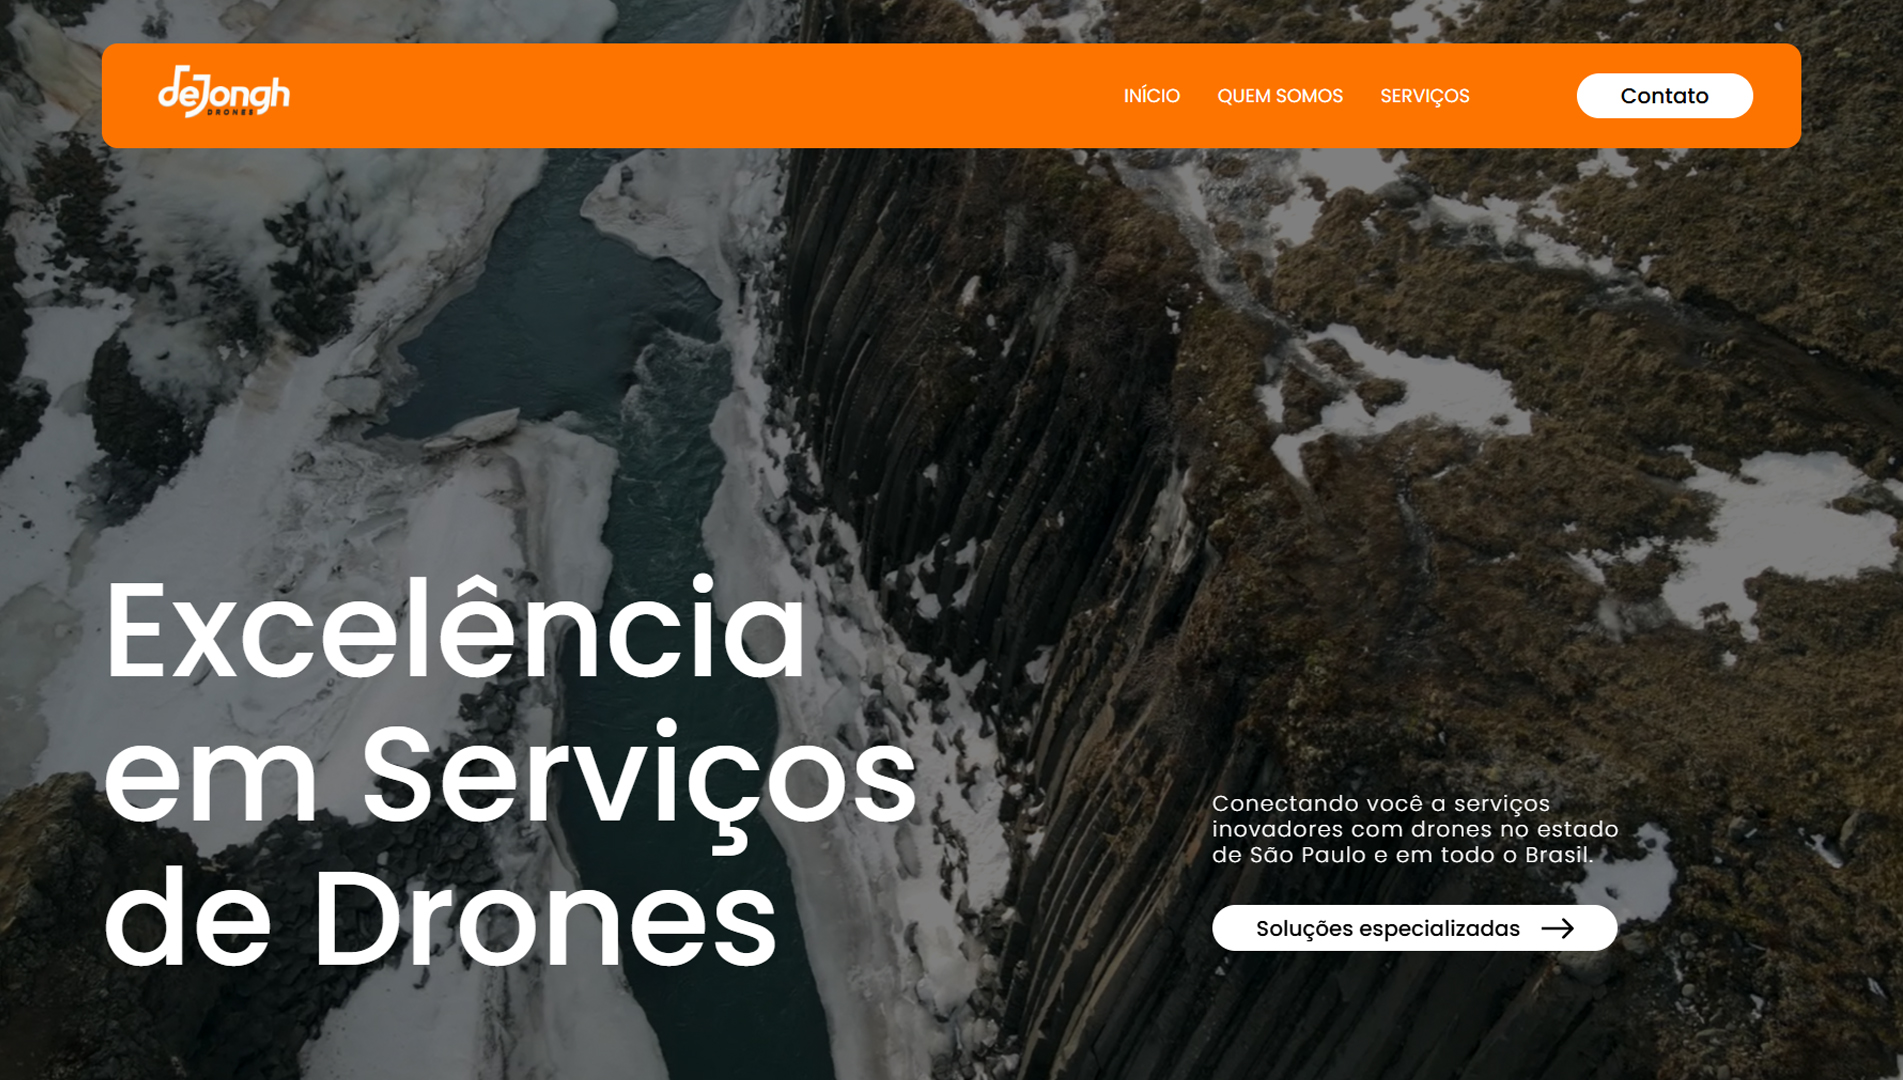 deJongh
DRONES
INÍCIO
QUEM SOMOS
SERVIÇOS
Contato
Excelência
em Serviços
de Drones
Conectando você a serviços
inovadores com drones no estado
de São Paulo e em todo o Brasil.
Soluções especializadas